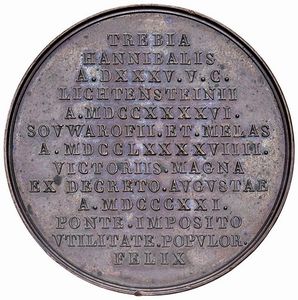 TREBIA
HANNIBALIS
A.DXXXV.V.C.
LICHTENSTEINII
A.MDCCXXXXVI.
SOVWAROFII.ET.MELAS
A.MDCCLXXXXVIIII.
VICTORIIS.MAGNA
EX DECRETO.AVGVSTAE
A.MDCCCXXI.
PONTE.IMPOSITO
VTILITATE.POPVLOR.
FELIX